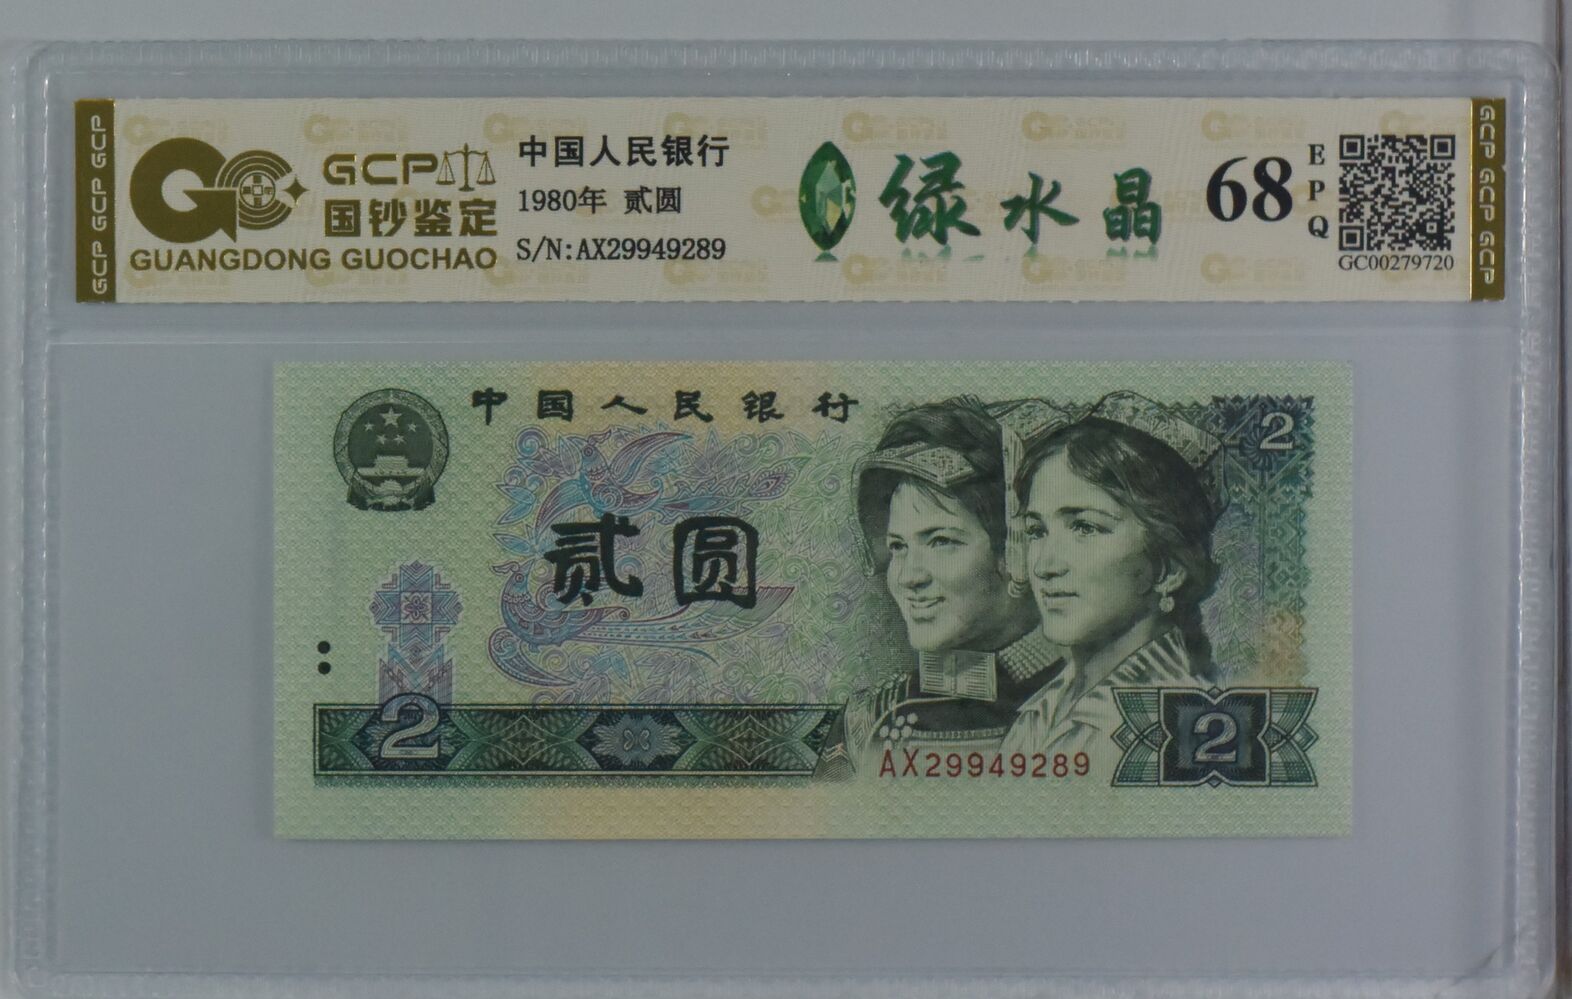 GCP GCP GCP
GCP
国钞鉴定
GUANGDONG GUOCHAO
中国人民银行
1980年 贰圆
S/N:AX29949289
绿水晶
68
EPQ
GC00279720
GCP GCP GCP
中国人民银行
2
贰圆
2
AX29949289
2